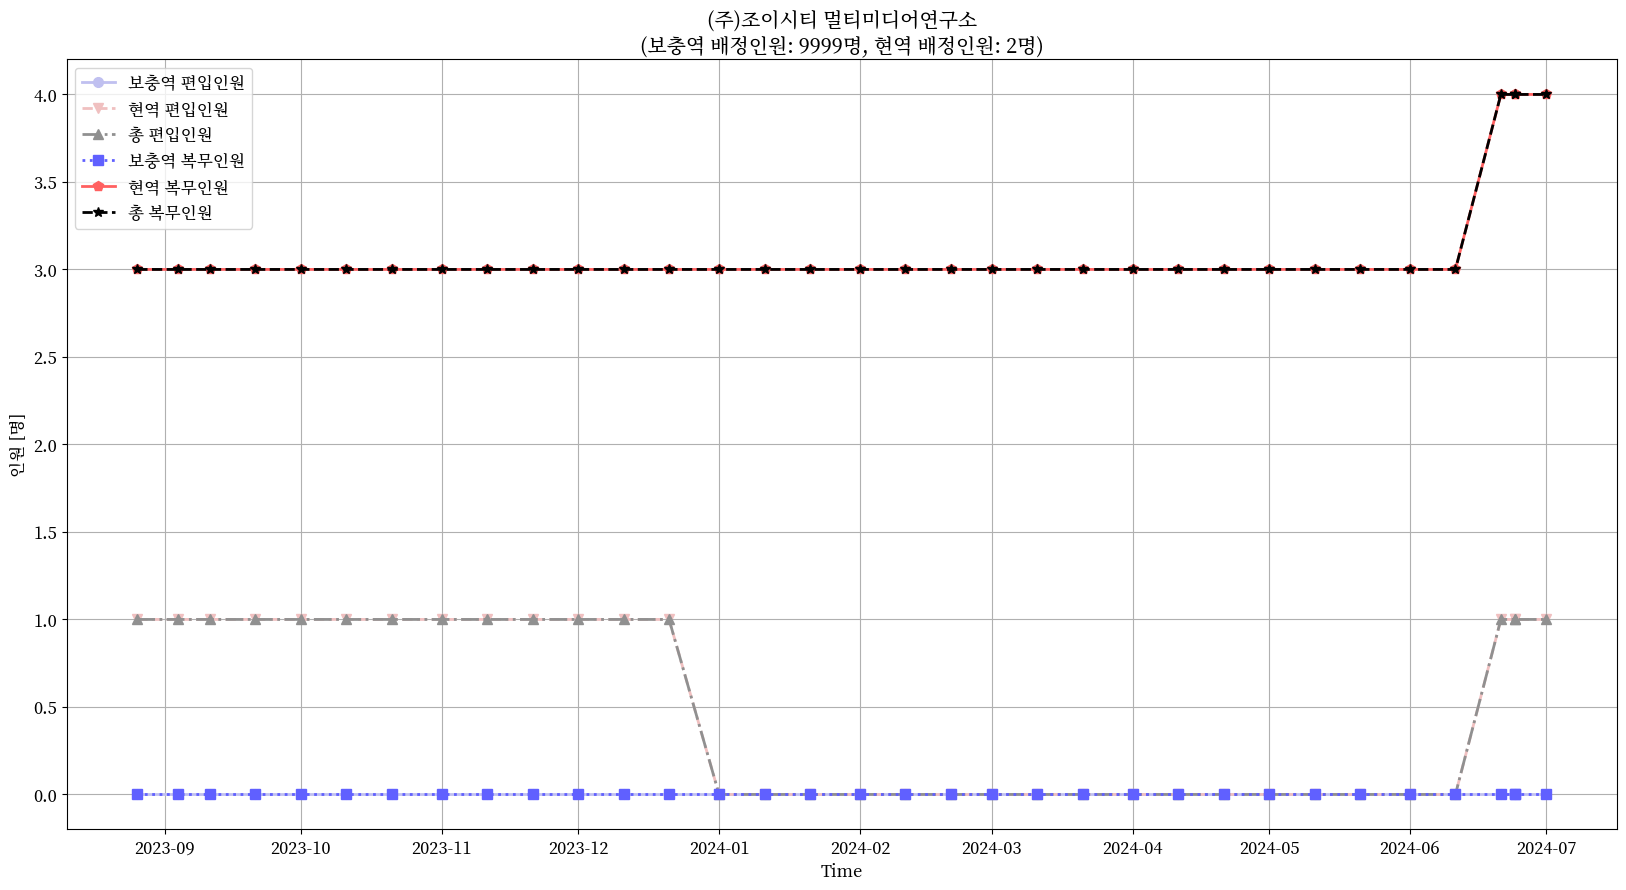 (주)조이시티 멀티미디어연구소
(보충역 배정인원: 9999명, 현역 배정인원: 2명)
보충역 편입인원
현역 편입인원
총 편입인원
보충역 복무인원
현역 복무인원
총 복무인원
4.0
3.5
3.0
2.5
2.0
1.5
1.0
0.5
0.0
인원 [명]
2023-09 2023-10 2023-11 2023-12 2024-01 2024-02 2024-03 2024-04 2024-05 2024-06 2024-07
Time